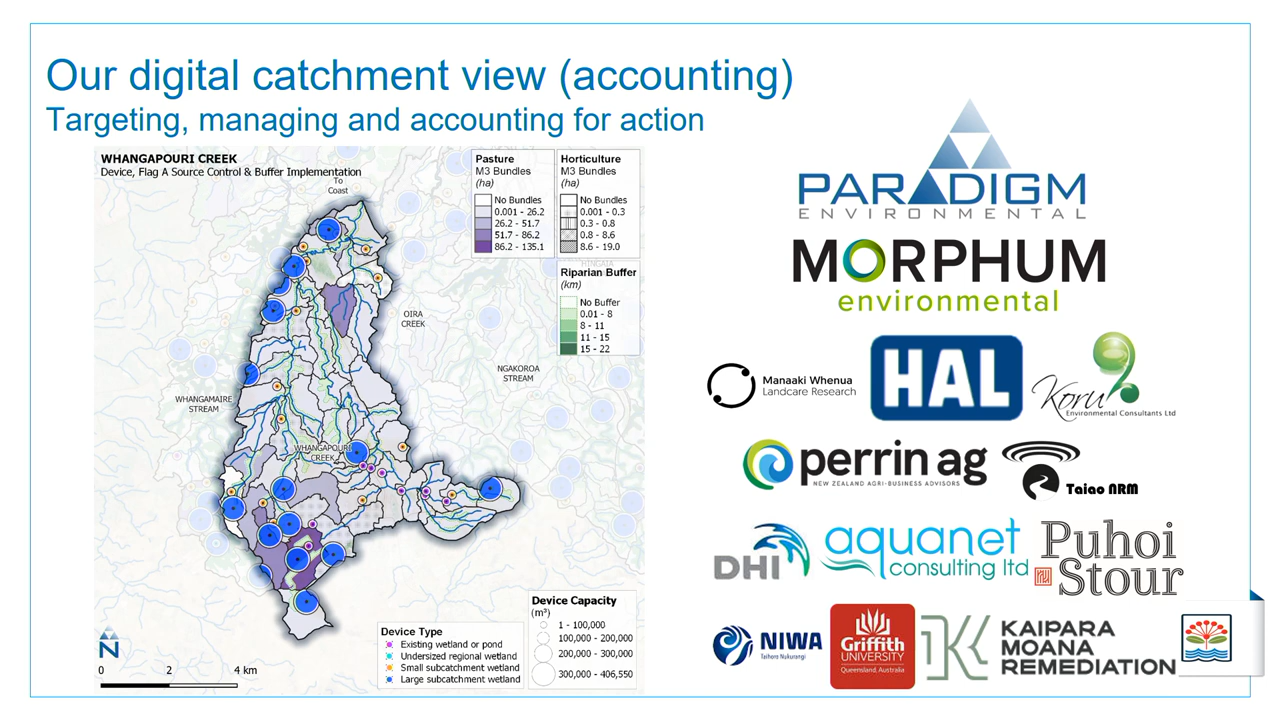 Our digital catchment view (accounting)
Targeting, managing and accounting for action
WHANGAPOURI CREEK
Device, Flag A Source Control & Buffer Implementation
To
Coast
Pasture
M3 Bundles
(ha)
No Bundles
0.001 - 26.2
26.2 - 51.7
51.7 - 86.2
86.2 - 135.1
Horticulture
M3 Bundles
(ha)
No Bundles
0.001 - 0.3
0.3 - 0.8
0.8 - 8.6
8.6 - 19.0
HINGAIA
Riparian Buffer
(km)
No Buffer
0.01 - 8
8 - 11
11 - 15
15 - 22
OIRA
CREEK
NGAKOROA
STREAM
WHANGAMAIRE
STREAM
WHANGAPOURI
CREEK
Device Capacity
(m³)
1 - 100,000
100,000 - 200,000
200,000 - 300,000
300,000 - 406,550
Device Type
Existing wetland or pond
Undersized regional wetland
Small subcatchment wetland
Large subcatchment wetland
N
0 2 4 km
PARADIGM
ENVIRONMENTAL
MORPHUM
environmental
Manaaki Whenua
Landcare Research
HAL
Koru
Environmental Consultants Ltd
perrin ag
NEW ZEALAND AGRI-BUSINESS ADVISORS
Taiao NRM
DHI
aquanet
consulting ltd
Puhoi
Stour
NIWA
Taihoro Nukurangi
Griffith
UNIVERSITY
Queensland, Australia
KAIPARA
MOANA
REMEDIATION